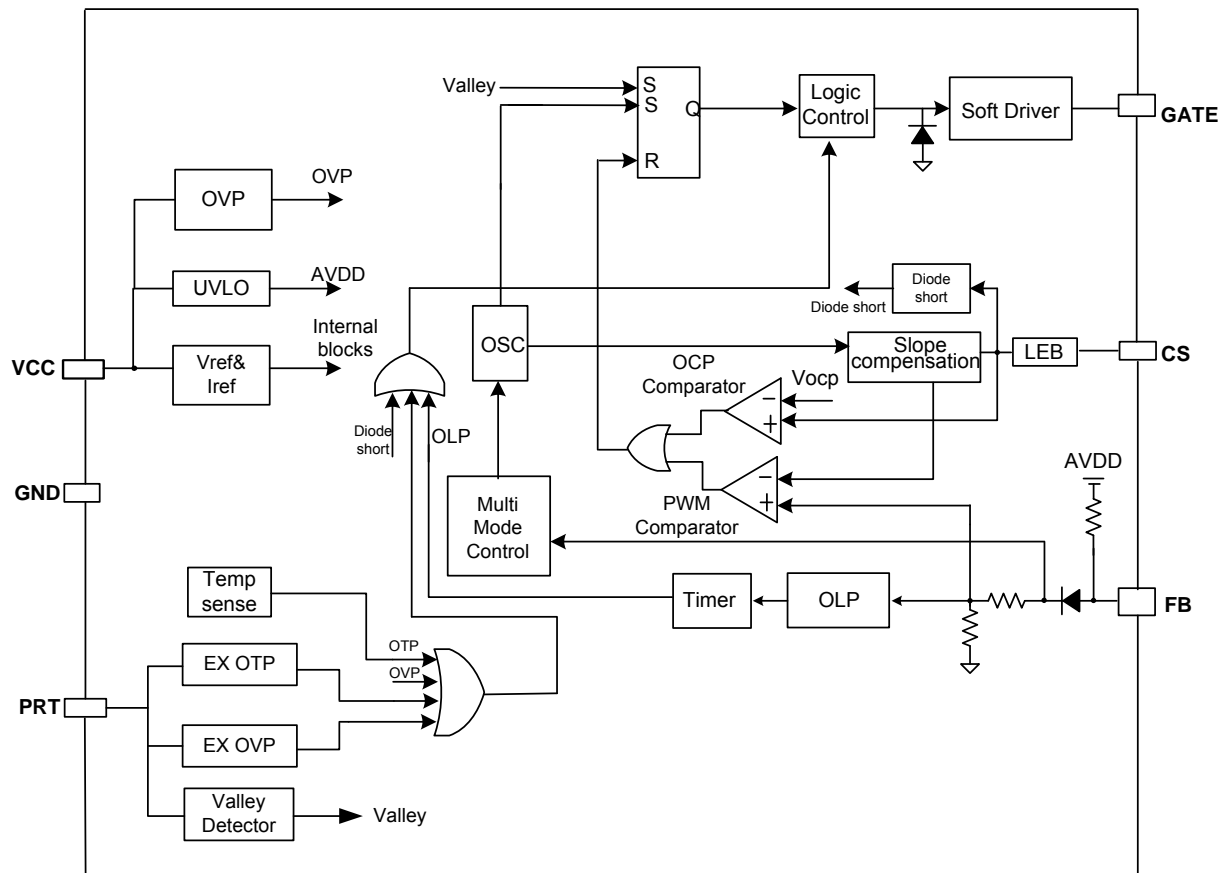 Valley
S
S
Q
R
Logic
Control
Soft Driver
GATE
OVP
OVP
UVLO
AVDD
Vref&
Iref
Internal
blocks
VCC
OSC
Diode
short
Diode short
Slope
compensation
LEB
CS
OCP
Comparator
Vocp
-
+
Diode
short
OLP
GND
Multi
Mode
Control
PWM
Comparator
-
+
AVDD
Temp
sense
Timer
OLP
FB
OTP
OVP
EX OTP
PRT
EX OVP
Valley
Detector
Valley